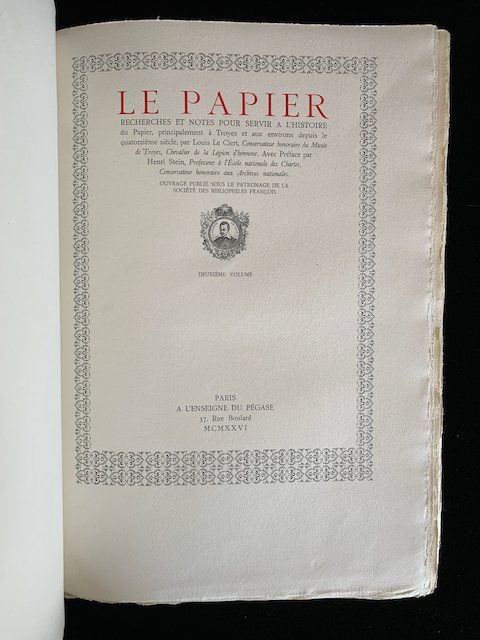 LE PAPIER
RECHERCHES ET NOTES POUR SERVIR A L'HISTOIRE
du Papier, principalement à Troyes et aux environs depuis le
quatorzième siècle, par Louis Le Clert, Conservateur honoraire du Musée
de Troyes, Chevalier de la Légion d'honneur. Avec Préface par
Henri Stein, Professeur à l'École nationale des Chartes,
Conservateur honoraire aux Archives nationales.
OUVRAGE PUBLIÉ SOUS LE PATRONAGE DE LA
SOCIÉTÉ DES BIBLIOPHILES FRANÇOIS
DEUXIÈME VOLUME
PARIS
A L'ENSEIGNE DU PÉGASE
37, Rue Boulard
MCMXXVI